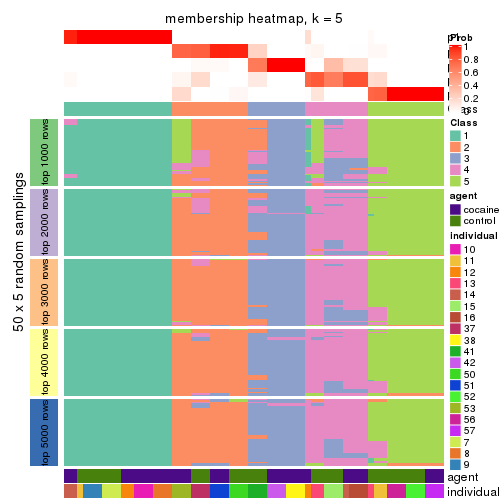 membership heatmap, k = 5
Prob
1
0.8
0.6
0.4
0.2
0
Class
1
2
3
4
5
agent
cocaine
control
individual
10
11
12
13
14
15
16
37
38
41
42
50
51
52
53
56
57
7
8
9
50 x 5 random samplings
top 1000 rows
top 2000 rows
top 3000 rows
top 4000 rows
top 5000 rows
agent
individual